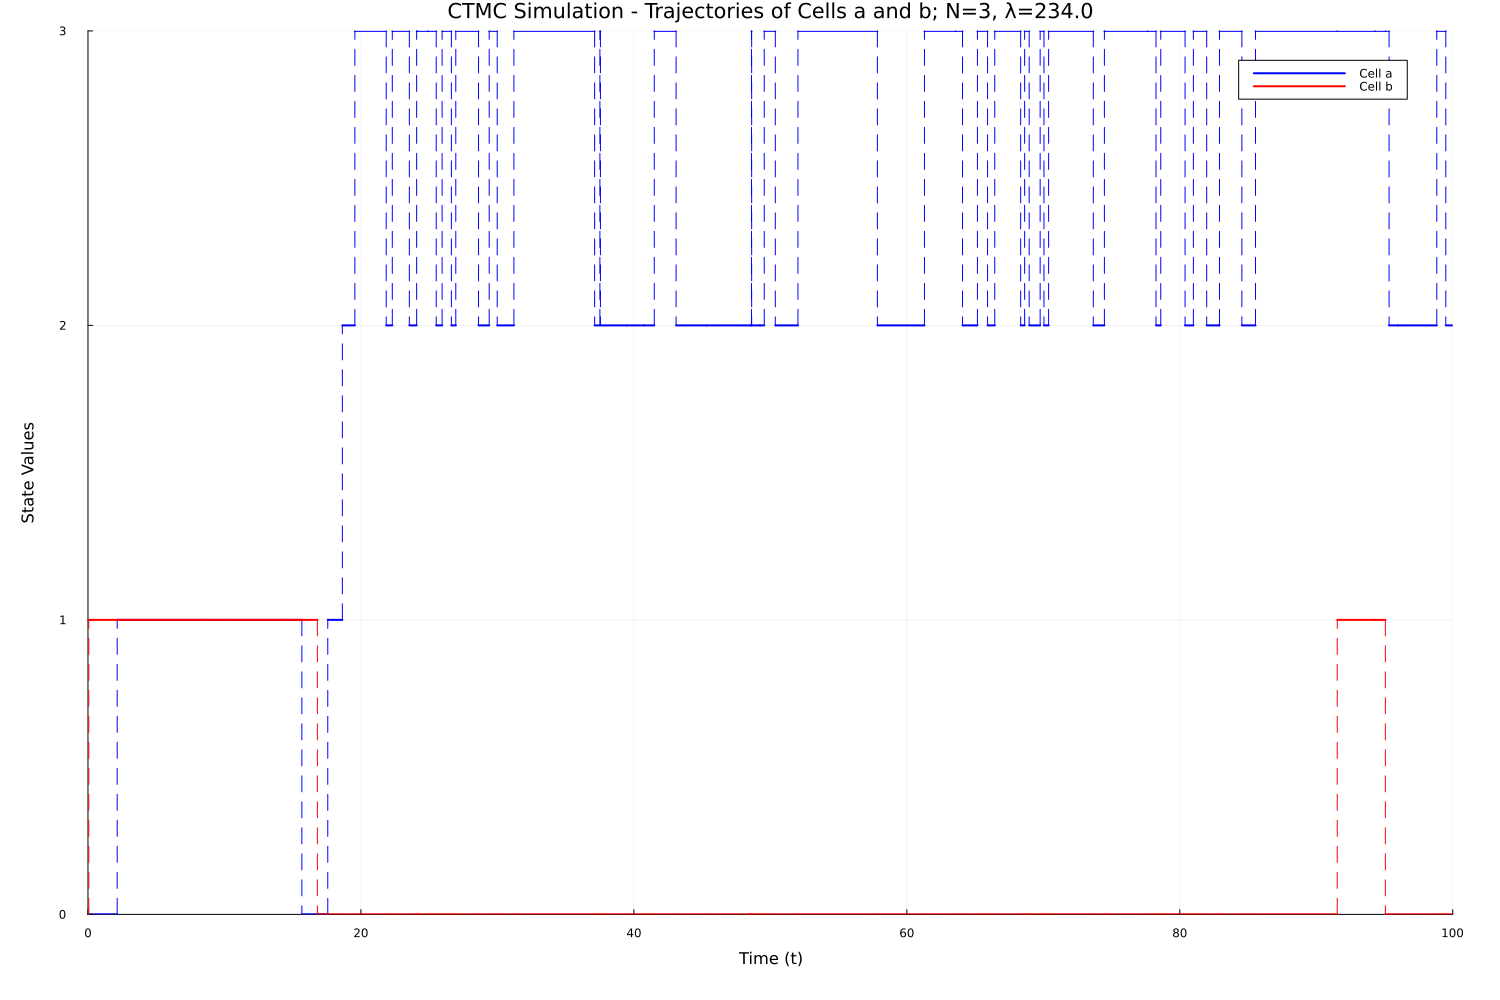 CTMC Simulation - Trajectories of Cells a and b; N=3, λ=234.0
3
Cell a
Cell b
2
State Values
1
0
0 20 40 60 80 100
Time (t)